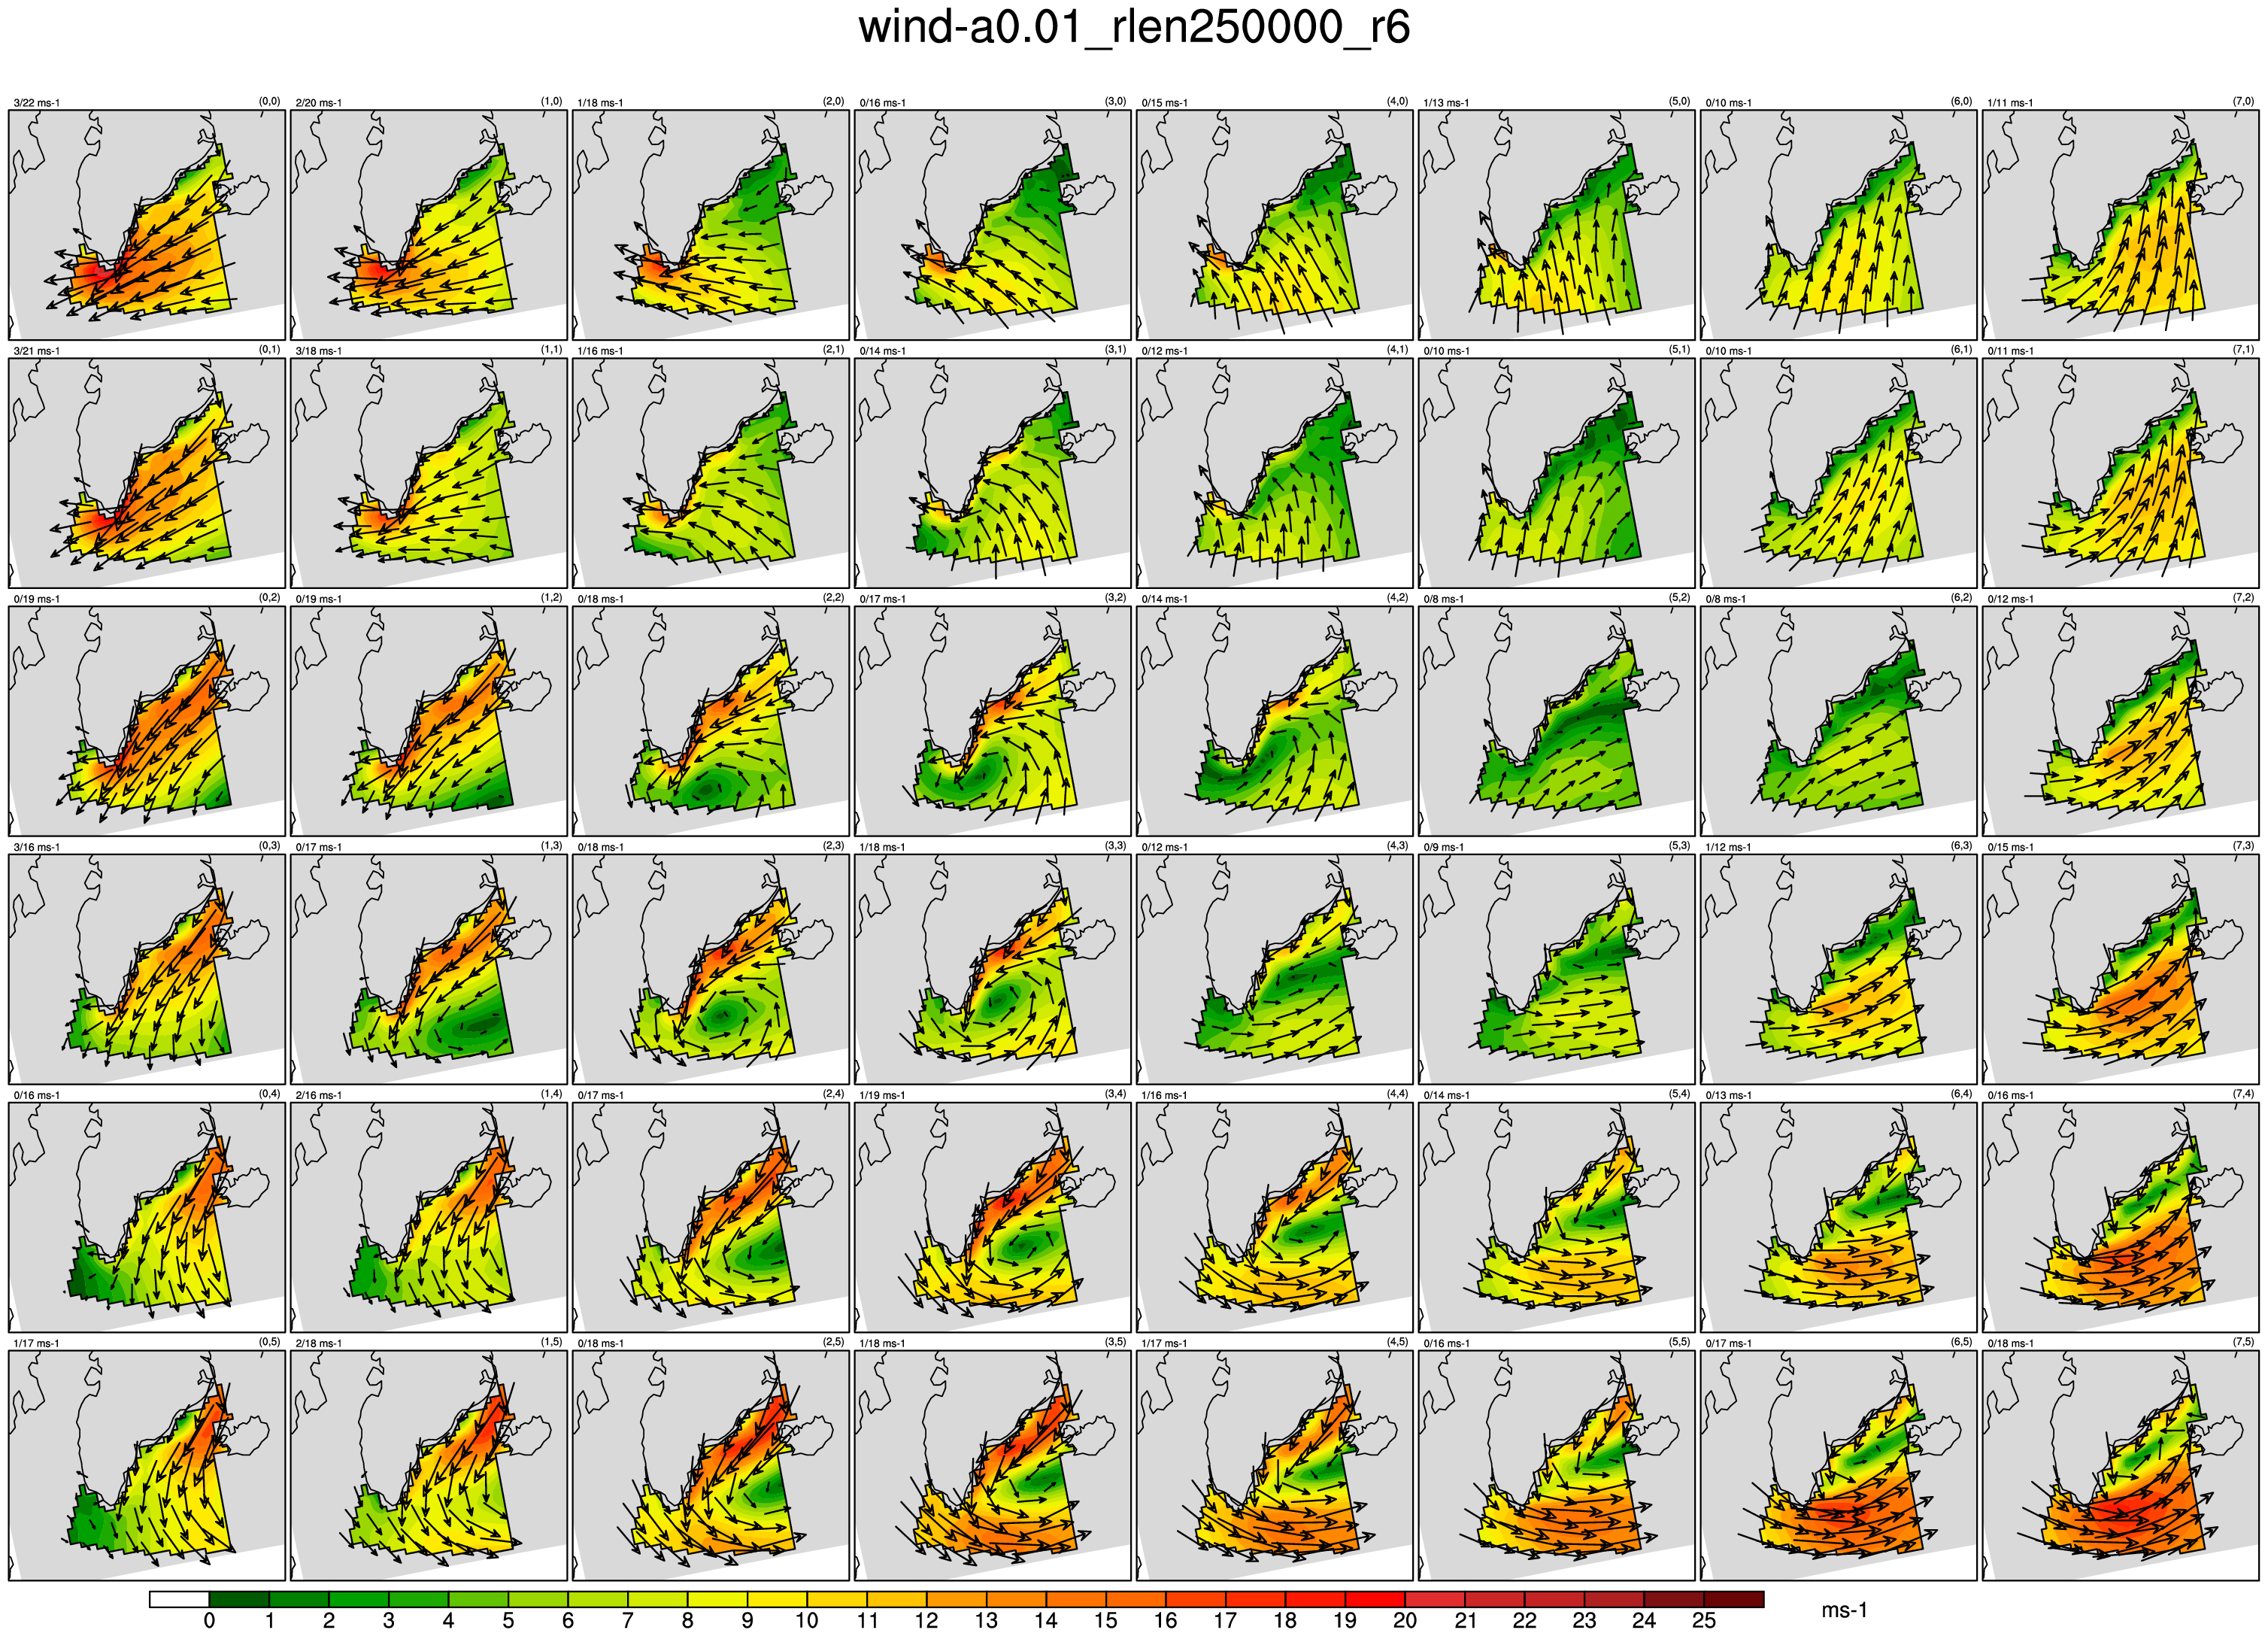 wind-a0.01_rlen250000_r6
3/22 ms-1 (0,0) 2/20 ms-1 (1,0) 1/18 ms-1 (2,0) 0/16 ms-1 (3,0) 0/15 ms-1 (4,0) 1/13 ms-1 (5,0) 0/10 ms-1 (6,0) 1/11 ms-1 (7,0)
3/21 ms-1 (0,1) 3/18 ms-1 (1,1) 1/16 ms-1 (2,1) 0/14 ms-1 (3,1) 0/12 ms-1 (4,1) 0/10 ms-1 (5,1) 0/10 ms-1 (6,1) 0/11 ms-1 (7,1)
0/19 ms-1 (0,2) 0/19 ms-1 (1,2) 0/18 ms-1 (2,2) 0/17 ms-1 (3,2) 0/14 ms-1 (4,2) 0/8 ms-1 (5,2) 0/8 ms-1 (6,2) 0/12 ms-1 (7,2)
3/16 ms-1 (0,3) 0/17 ms-1 (1,3) 0/18 ms-1 (2,3) 1/18 ms-1 (3,3) 0/12 ms-1 (4,3) 0/9 ms-1 (5,3) 1/12 ms-1 (6,3) 0/15 ms-1 (7,3)
0/16 ms-1 (0,4) 2/16 ms-1 (1,4) 0/17 ms-1 (2,4) 1/19 ms-1 (3,4) 1/16 ms-1 (4,4) 0/14 ms-1 (5,4) 0/13 ms-1 (6,4) 0/16 ms-1 (7,4)
1/17 ms-1 (0,5) 2/18 ms-1 (1,5) 0/18 ms-1 (2,5) 1/18 ms-1 (3,5) 1/17 ms-1 (4,5) 0/16 ms-1 (5,5) 0/17 ms-1 (6,5) 0/18 ms-1 (7,5)
0 1 2 3 4 5 6 7 8 9 10 11 12 13 14 15 16 17 18 19 20 21 22 23 24 25 ms-1